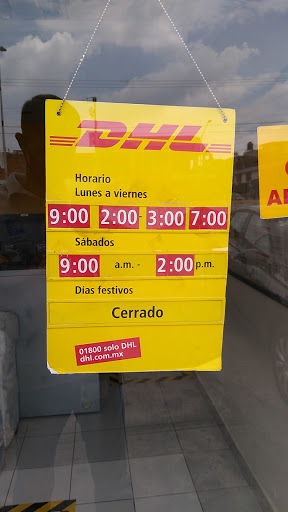 DHL
Horario
Lunes a viernes
9:00 2:00- 3:00 7:00
Sábados
9:00 a.m. - 2:00 p.m.
Dias festivos
Cerrado
01800 solo DHL
dhl.com.mx